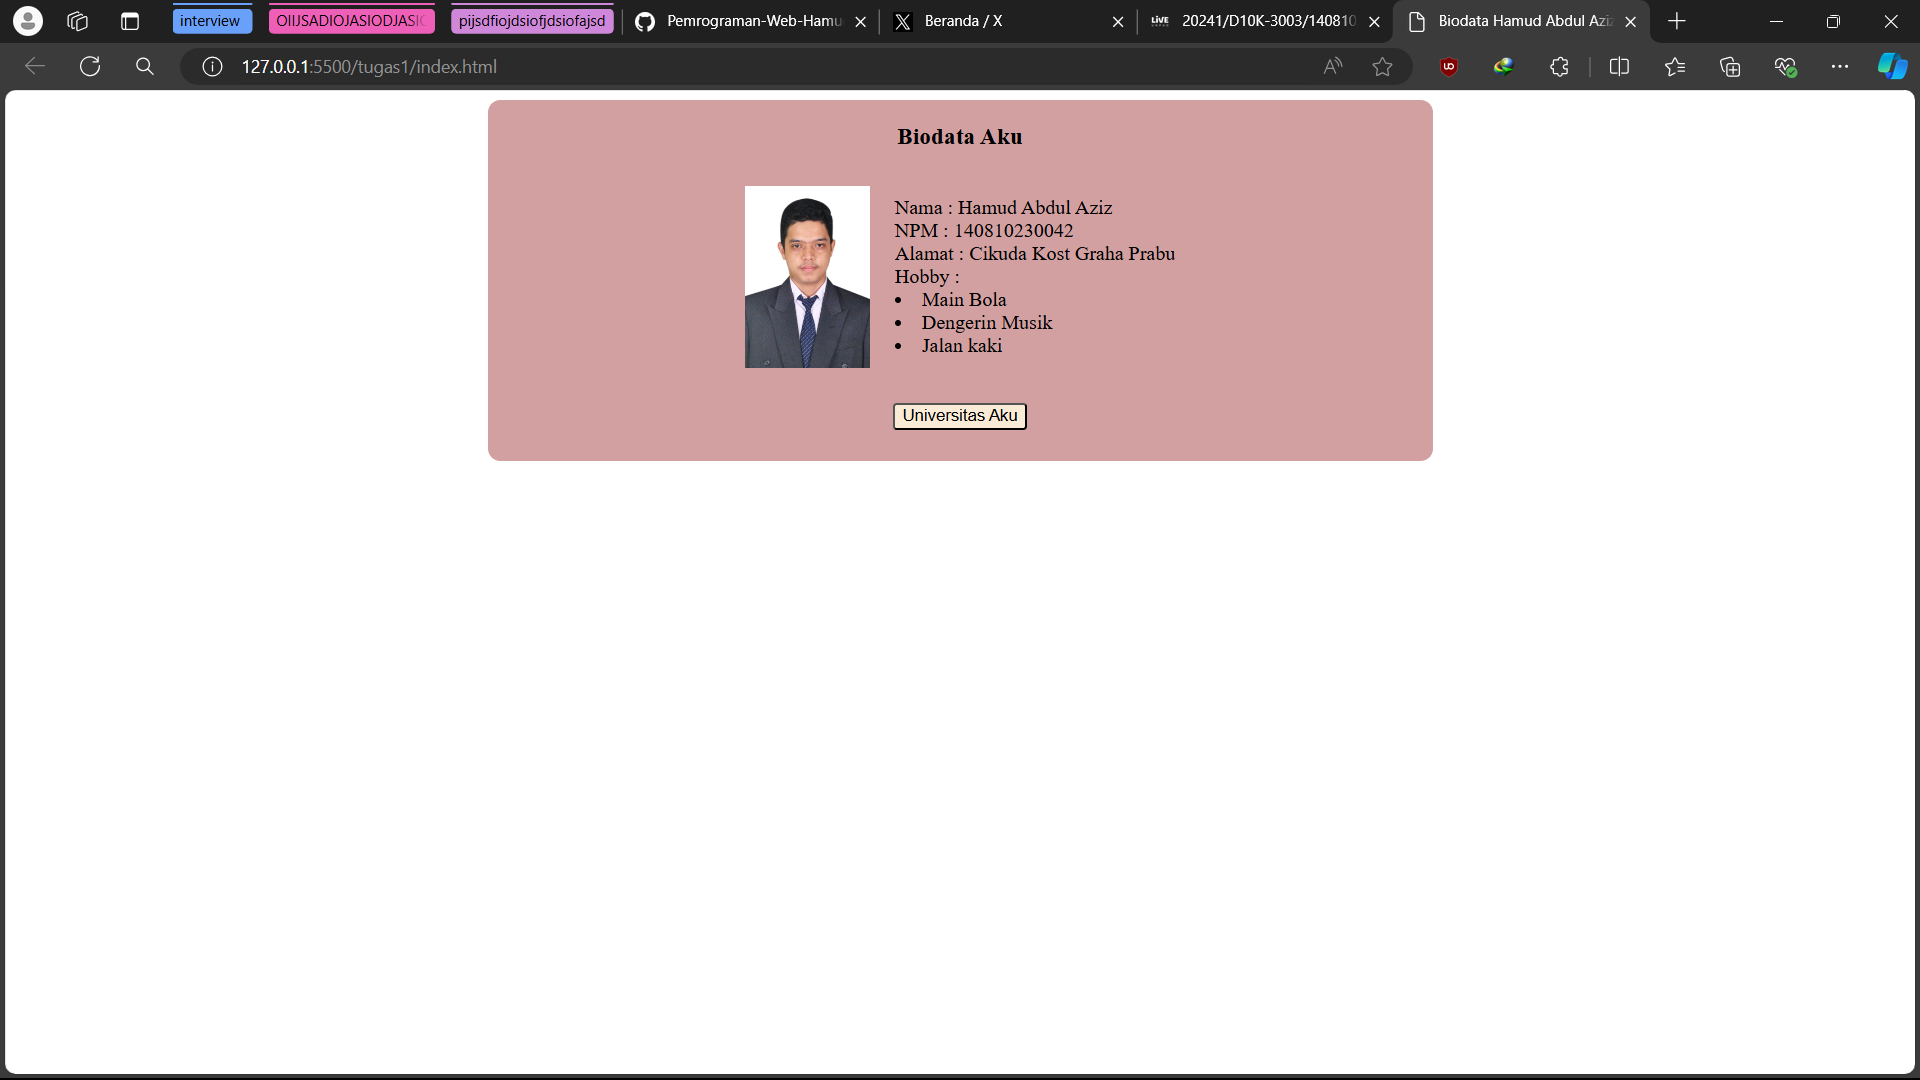 interview
OIIJSADIOJASIODJASIO
pijsdfiojdsiofjdsiofajsd
Pemrograman-Web-Hamu
Beranda / X
LiVE
20241/D10K-3003/140810
Biodata Hamud Abdul Aziz
127.0.0.1:5500/tugas1/index.html
Biodata Aku
Nama : Hamud Abdul Aziz
NPM : 140810230042
Alamat : Cikuda Kost Graha Prabu
Hobby :
• Main Bola
• Dengerin Musik
• Jalan kaki
Universitas Aku